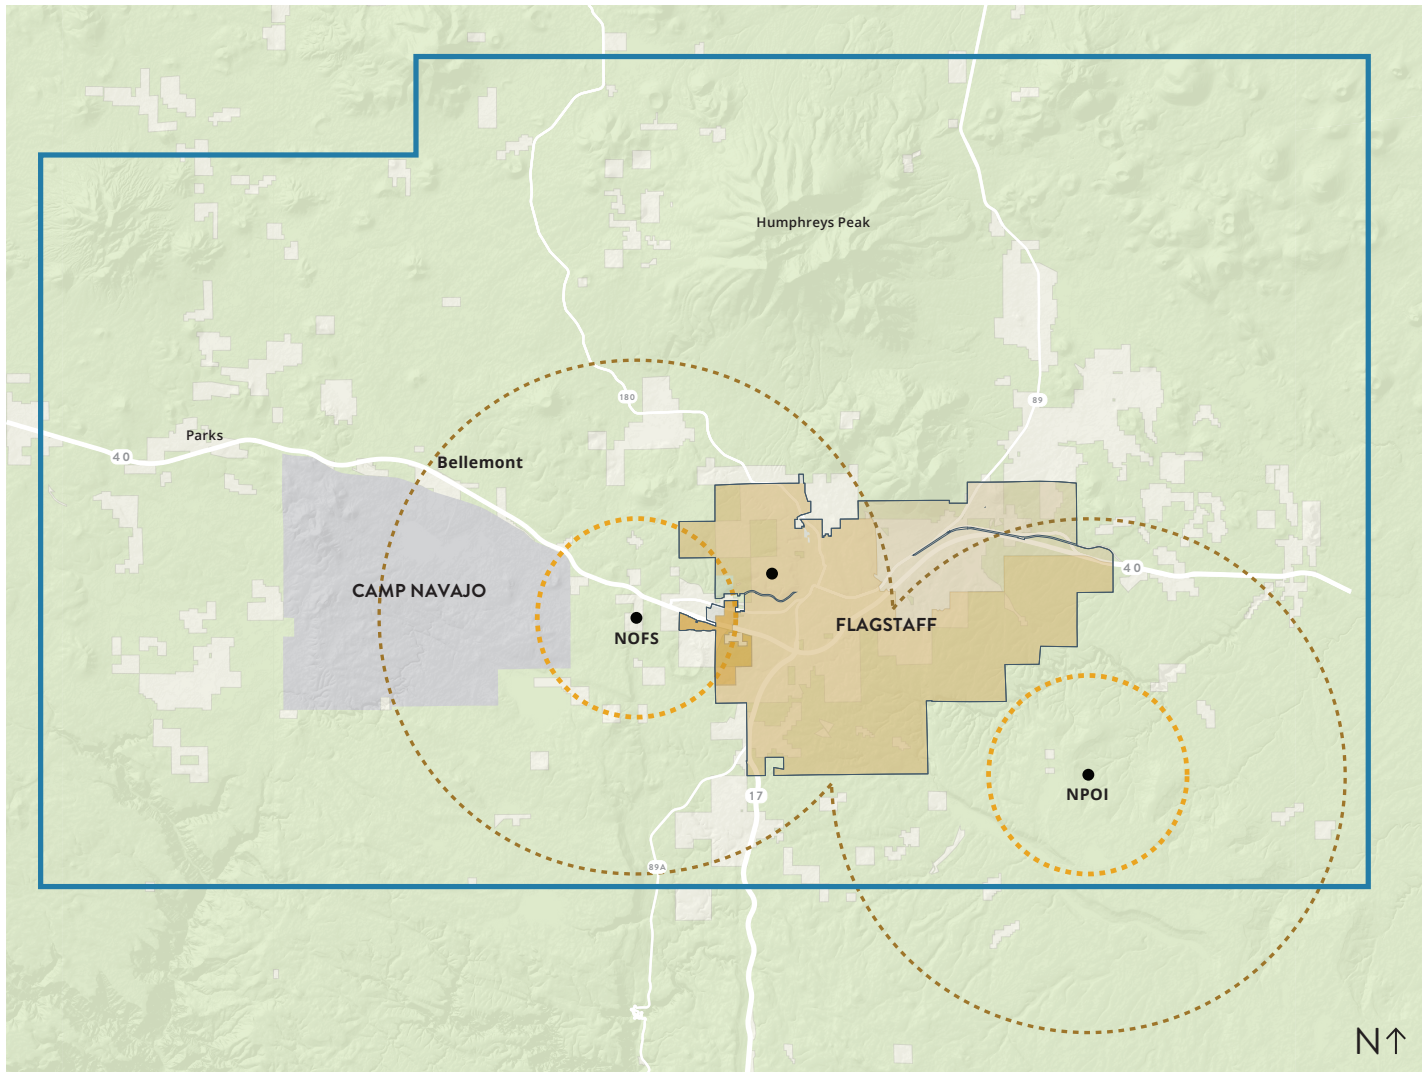 Humphreys Peak
180
89
Parks
40
Bellemont
40
CAMP NAVAJO
FLAGSTAFF
NOFS
NPOI
17
89A
N↑